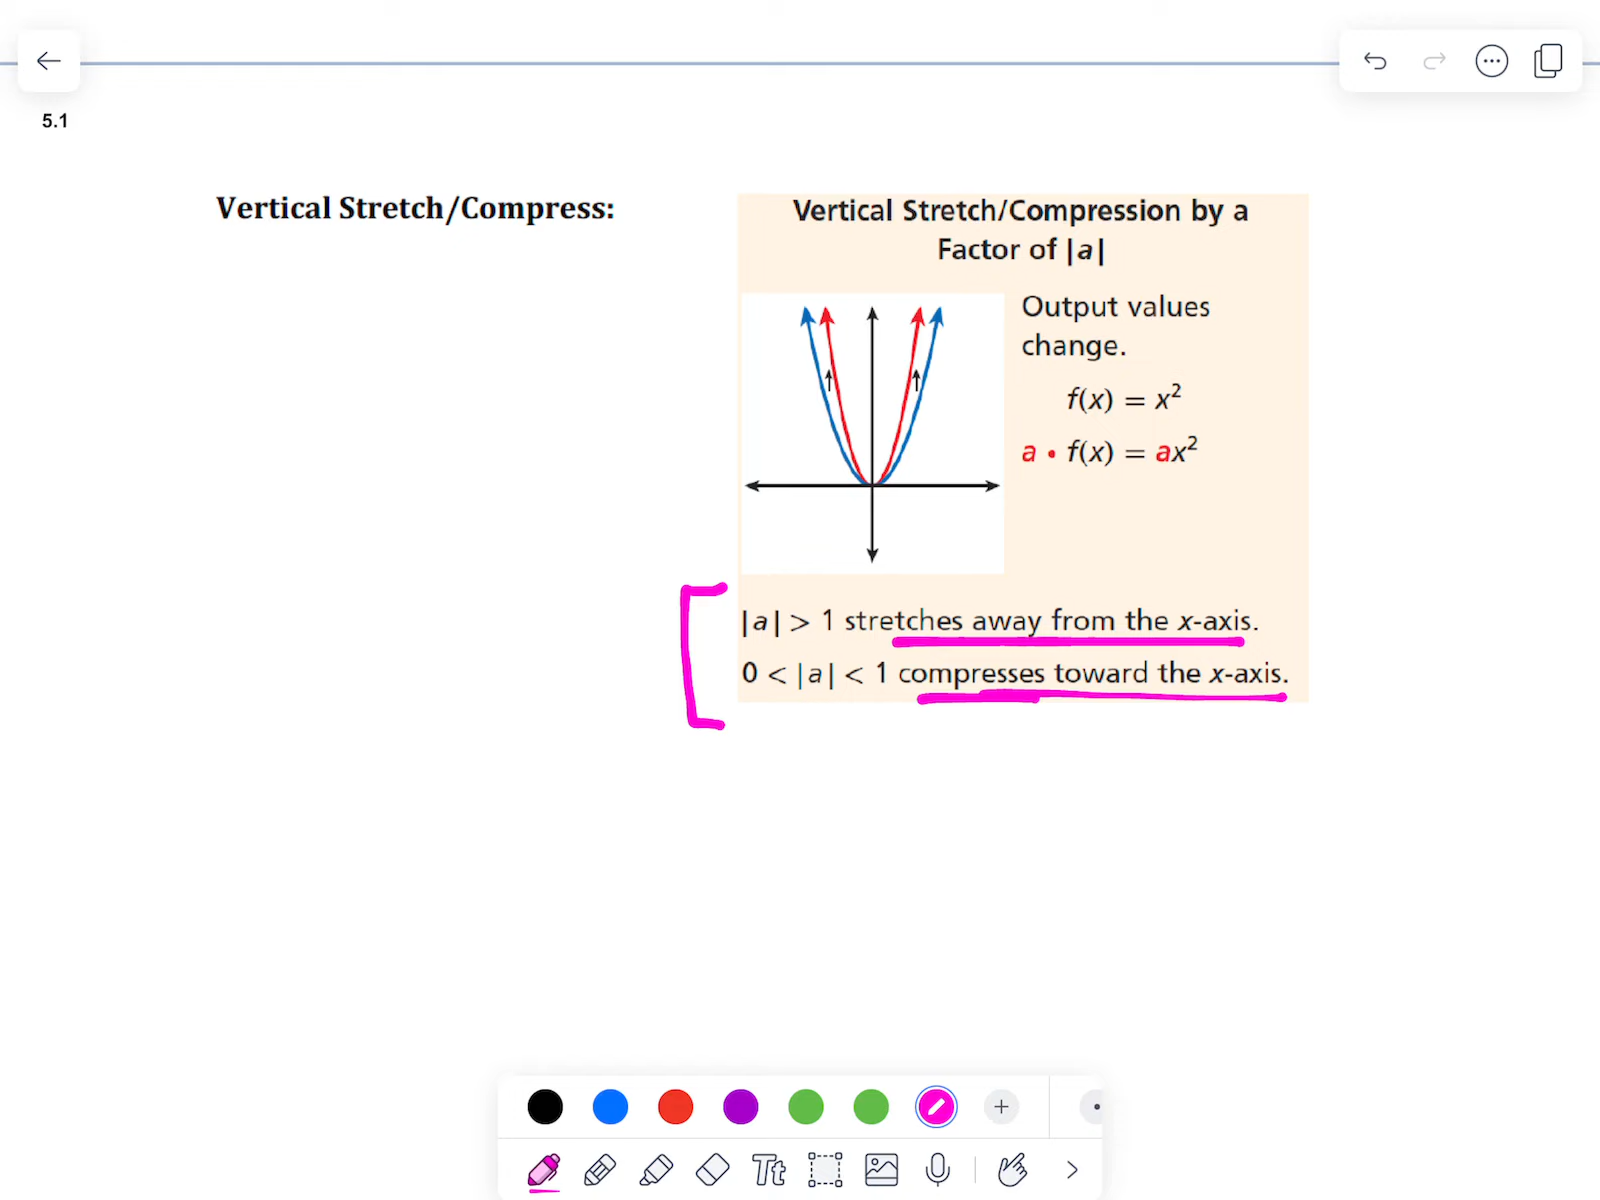 5.1
Vertical Stretch/Compress:
Vertical Stretch/Compression by a
Factor of |a|
Output values
change.
f(x) = x²
a • f(x) = ax²
|a| > 1 stretches away from the x-axis.
0 < |a| < 1 compresses toward the x-axis.
Tt